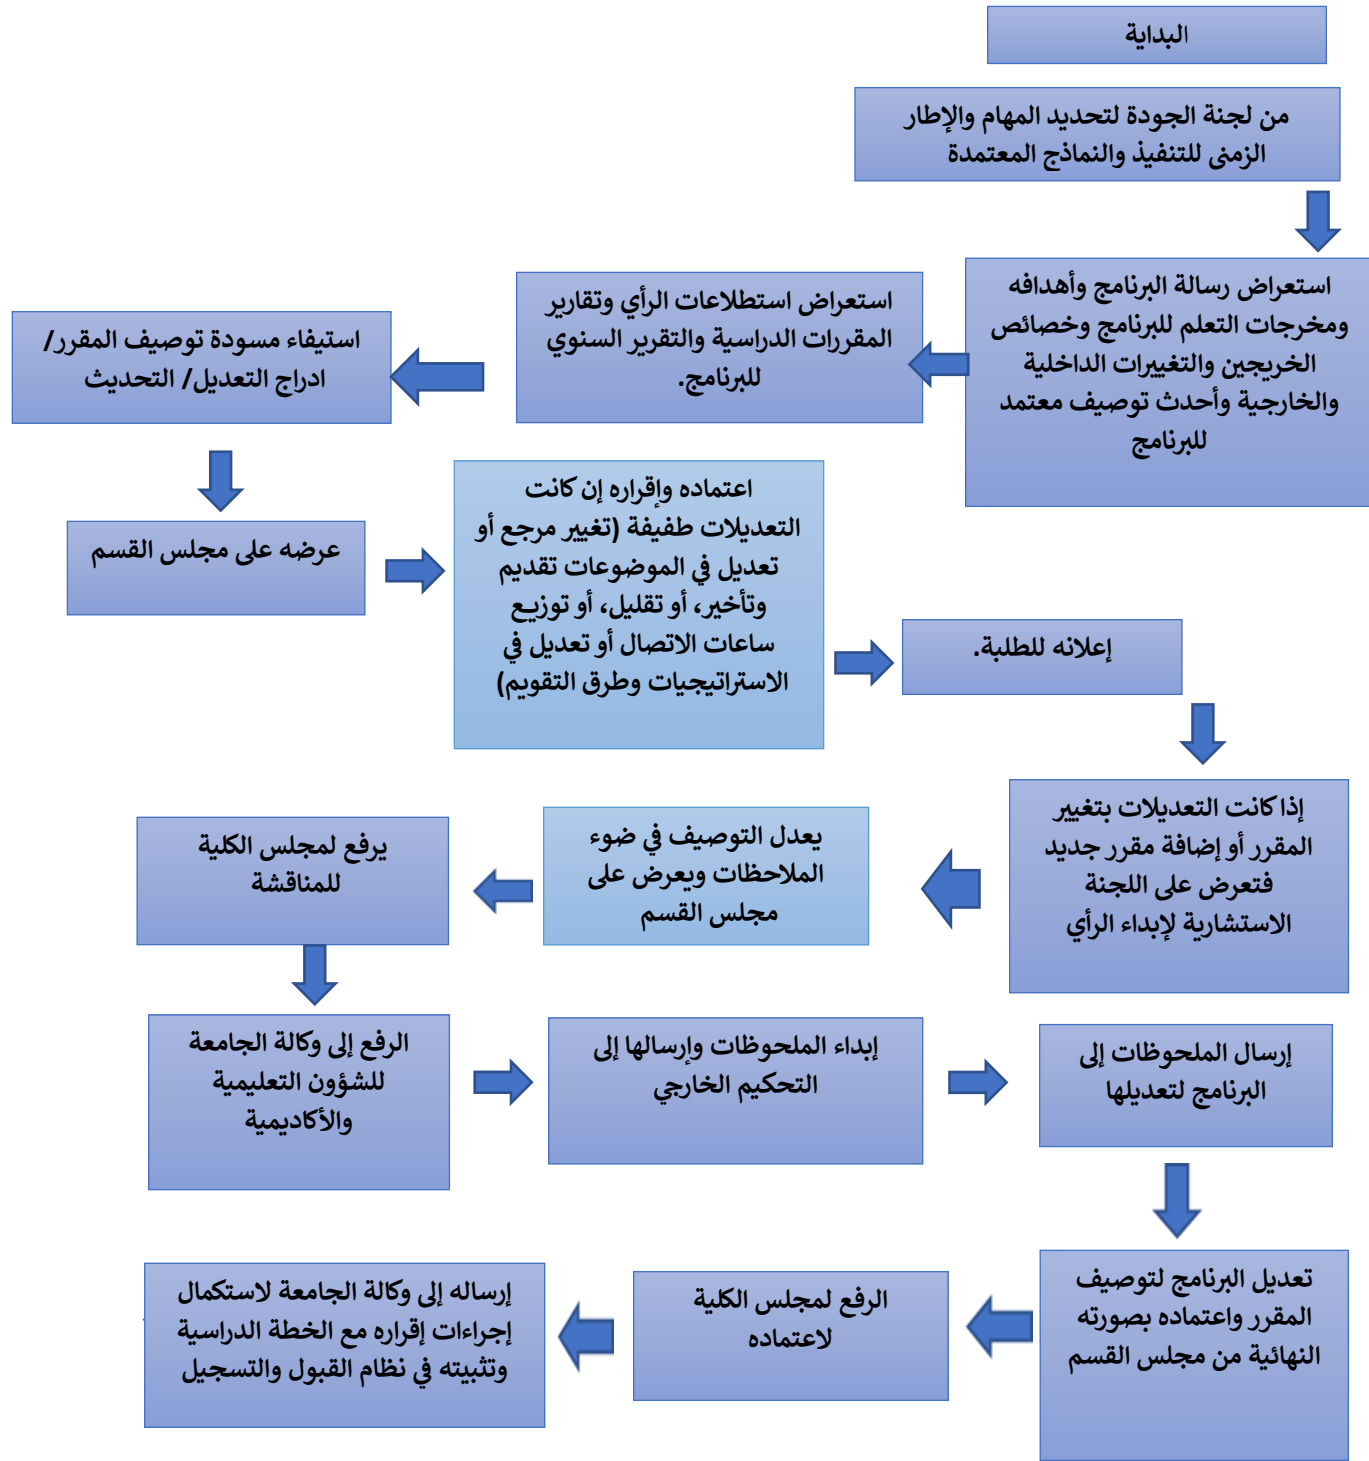 البداية
من لجنة الجودة لتحديد المهام والإطار
الزمنى للتنفيذ والنماذج المعتمدة
استعراض رسالة البرنامج وأهدافه
ومخرجات التعلم للبرنامج وخصائص
الخريجين والتغييرات الداخلية
والخارجية وأحدث توصيف معتمد
للبرنامج
استعراض استطلاعات الرأي وتقارير
المقررات الدراسية والتقرير السنوي
للبرنامج.
استيفاء مسودة توصيف المقرر/
ادراج التعديل/ التحديث
عرضه على مجلس القسم
اعتماده وإقراره إن كانت
التعديلات طفيفة (تغيير مرجع أو
تعديل في الموضوعات تقديم
وتأخير، أو تقليل، أو توزيع
ساعات الاتصال أو تعديل في
الاستراتيجيات وطرق التقويم)
إعلانه للطلبة.
إذا كانت التعديلات بتغيير
المقرر أو إضافة مقرر جديد
فتعرض على اللجنة
الاستشارية لإبداء الرأي
يعدل التوصيف في ضوء
الملاحظات ويعرض على
مجلس القسم
يرفع لمجلس الكلية
للمناقشة
الرفع إلى وكالة الجامعة
للشؤون التعليمية
والأكاديمية
إبداء الملحوظات وإرسالها إلى
التحكيم الخارجي
إرسال الملحوظات إلى
البرنامج لتعديلها
تعديل البرنامج لتوصيف
المقرر واعتماده بصورته
النهائية من مجلس القسم
الرفع لمجلس الكلية
لاعتماده
إرساله إلى وكالة الجامعة لاستكمال
إجراءات إقراره مع الخطة الدراسية
وتثبيته في نظام القبول والتسجيل